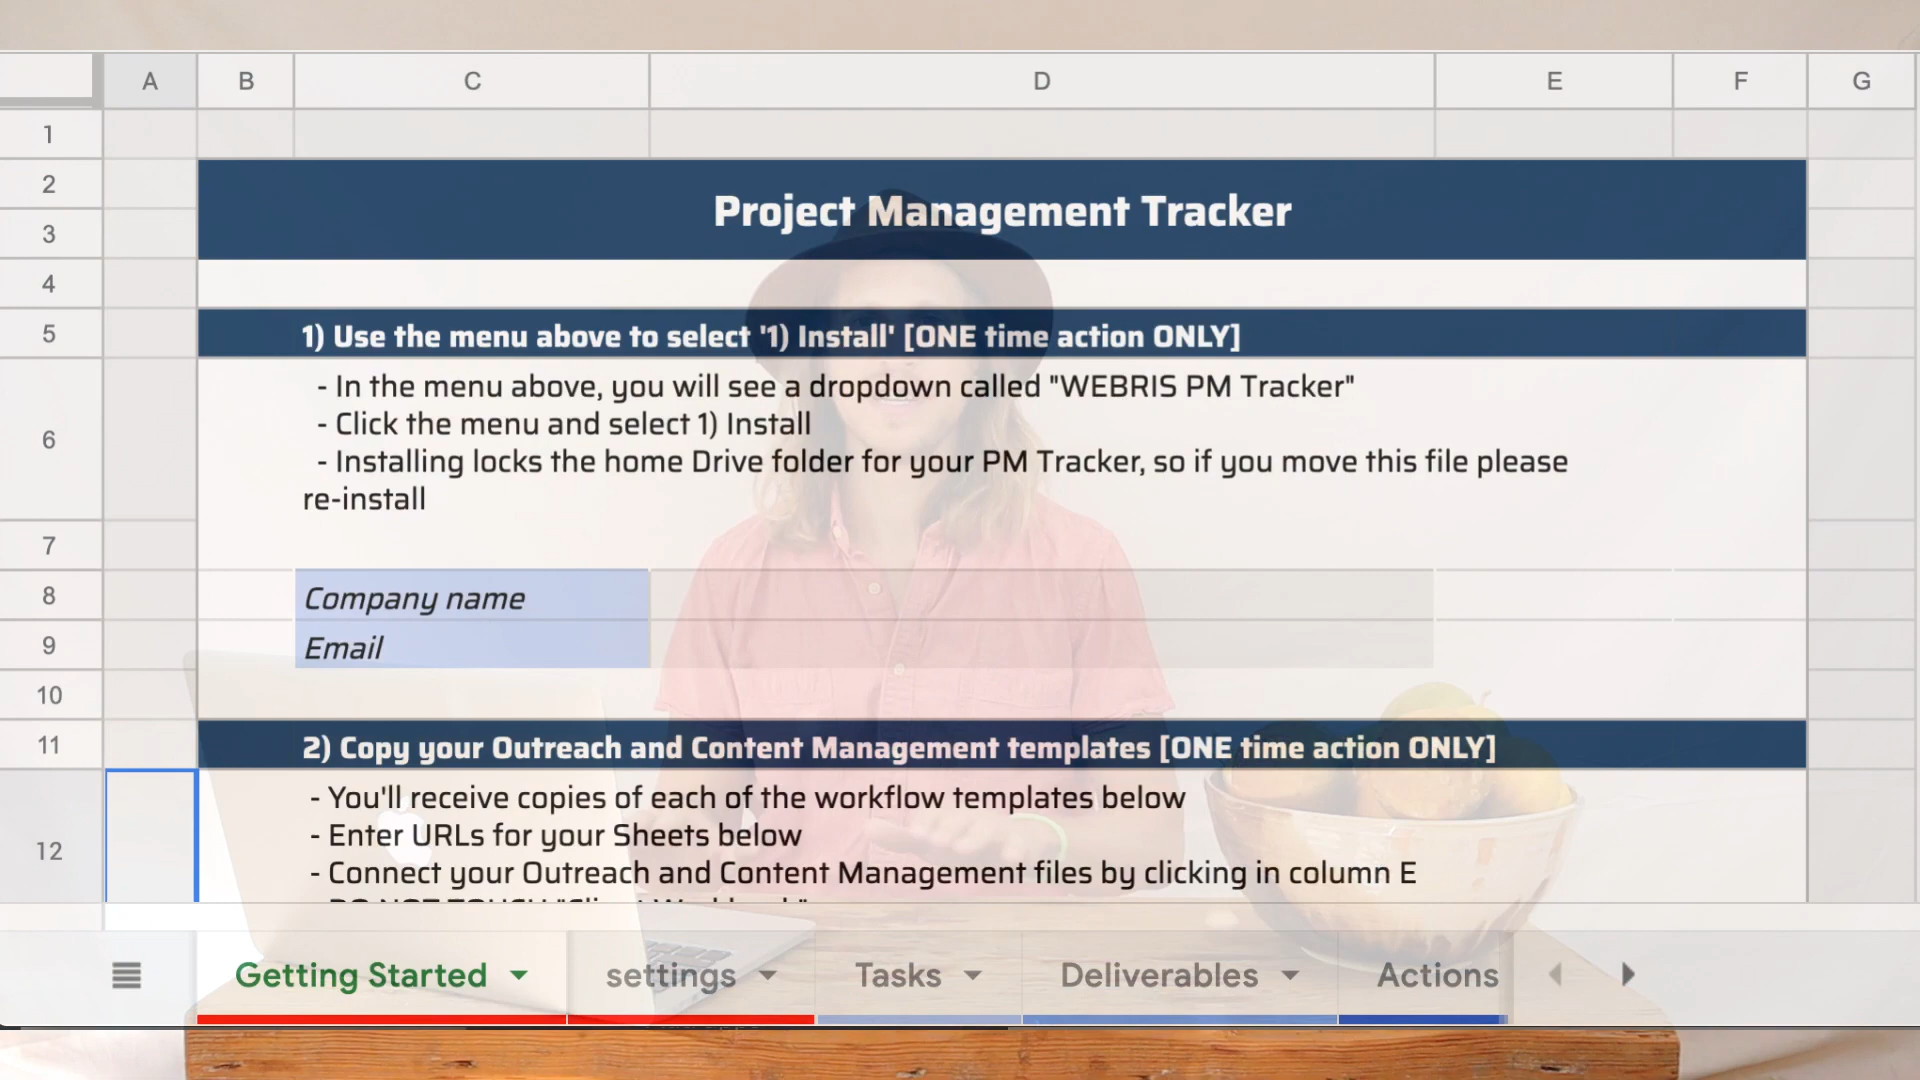 A B C D E F G
1
2
Project Management Tracker
3
4
5 1) Use the menu above to select '1) Install' [ONE time action ONLY]
- In the menu above, you will see a dropdown called "WEBRIS PM Tracker"
- Click the menu and select 1) Install
6
- Installing locks the home Drive folder for your PM Tracker, so if you move this file please
re-install
7
8 Company name
9 Email
10
11 2) Copy your Outreach and Content Management templates [ONE time action ONLY]
- You'll receive copies of each of the workflow templates below
- Enter URLs for your Sheets below
12
- Connect your Outreach and Content Management files by clicking in column E
- DO NOT TOUCH "Client Workbook"
Getting Started settings Tasks Deliverables Actions